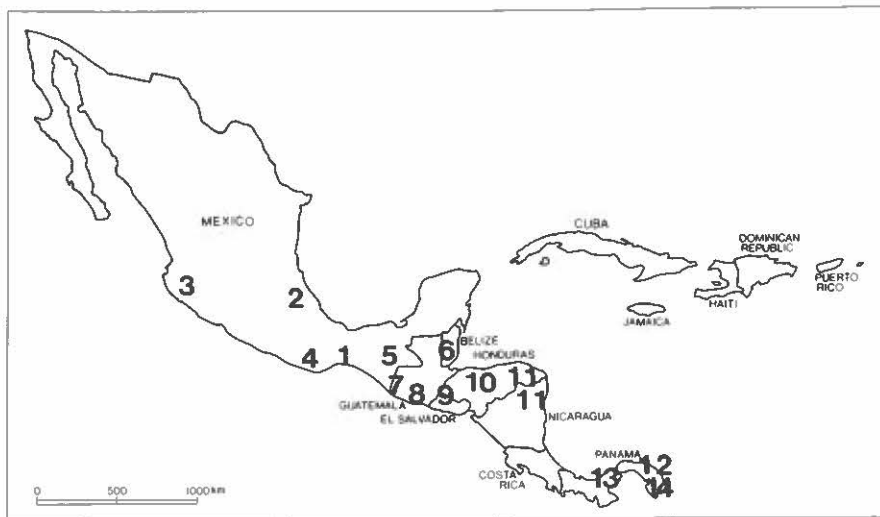 MEXICO
CUBA
DOMINICAN
REPUBLIC
PUERTO
RICO
HAITI
JAMAICA
3
2
4
1
5
6
BELIZE
HONDURAS
7
8
9
10
11
11
GUATEMALA
EL SALVADOR
NICARAGUA
PANAMA
COSTA
RICA
12
13
14
0 500 1000 km